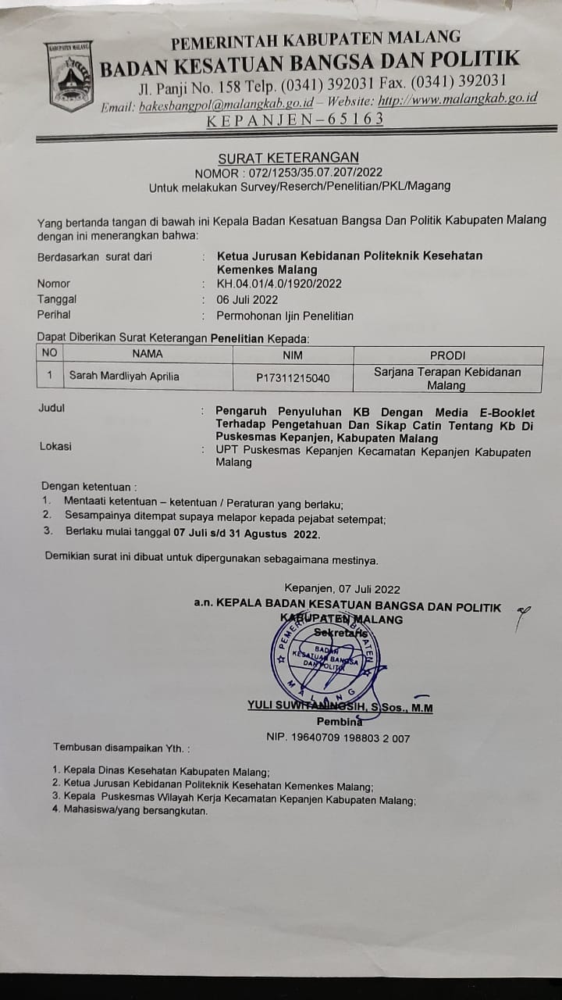 KABUPATEN MALANG
PEMERINTAH KABUPATEN MALANG
BADAN KESATUAN BANGSA DAN POLITIK
Jl. Panji No. 158 Telp. (0341) 392031 Fax. (0341) 392031
Email: bakesbangpol@malangkab.go.id – Website: http://www.malangkab.go.id
KEPANJEN – 65163
SURAT KETERANGAN
NOMOR : 072/1253/35.07.207/2022
Untuk melakukan Survey/Reserch/Penelitian/PKL/Magang
Yang bertanda tangan di bawah ini Kepala Badan Kesatuan Bangsa Dan Politik Kabupaten Malang
dengan ini menerangkan bahwa:
Berdasarkan surat dari : Ketua Jurusan Kebidanan Politeknik Kesehatan
Kemenkes Malang
Nomor : KH.04.01/4.0/1920/2022
Tanggal : 06 Juli 2022
Perihal : Permohonan Ijin Penelitian
Dapat Diberikan Surat Keterangan Penelitian Kepada:
NO NAMA NIM PRODI
1 Sarah Mardliyah Aprilia P17311215040 Sarjana Terapan Kebidanan
Malang
Judul : Pengaruh Penyuluhan KB Dengan Media E-Booklet
Terhadap Pengetahuan Dan Sikap Catin Tentang Kb Di
Puskesmas Kepanjen, Kabupaten Malang
Lokasi : UPT Puskesmas Kepanjen Kecamatan Kepanjen Kabupaten
Malang
Dengan ketentuan :
1. Mentaati ketentuan – ketentuan / Peraturan yang berlaku;
2. Sesampainya ditempat supaya melapor kepada pejabat setempat;
3. Berlaku mulai tanggal 07 Juli s/d 31 Agustus 2022.
Demikian surat ini dibuat untuk dipergunakan sebagaimana mestinya.
Kepanjen, 07 Juli 2022
a.n. KEPALA BADAN KESATUAN BANGSA DAN POLITIK
KABUPATEN MALANG
Sekretaris
PEMERINTAH KABUPATEN
BADAN
KESATUAN BANGSA
DAN POLITIK
MALANG
YULI SUWITANINGSIH, S.Sos., M.M
Pembina
NIP. 19640709 198803 2 007
Tembusan disampaikan Yth. :
1. Kepala Dinas Kesehatan Kabupaten Malang;
2. Ketua Jurusan Kebidanan Politeknik Kesehatan Kemenkes Malang;
3. Kepala Puskesmas Wilayah Kerja Kecamatan Kepanjen Kabupaten Malang;
4. Mahasiswa/yang bersangkutan.